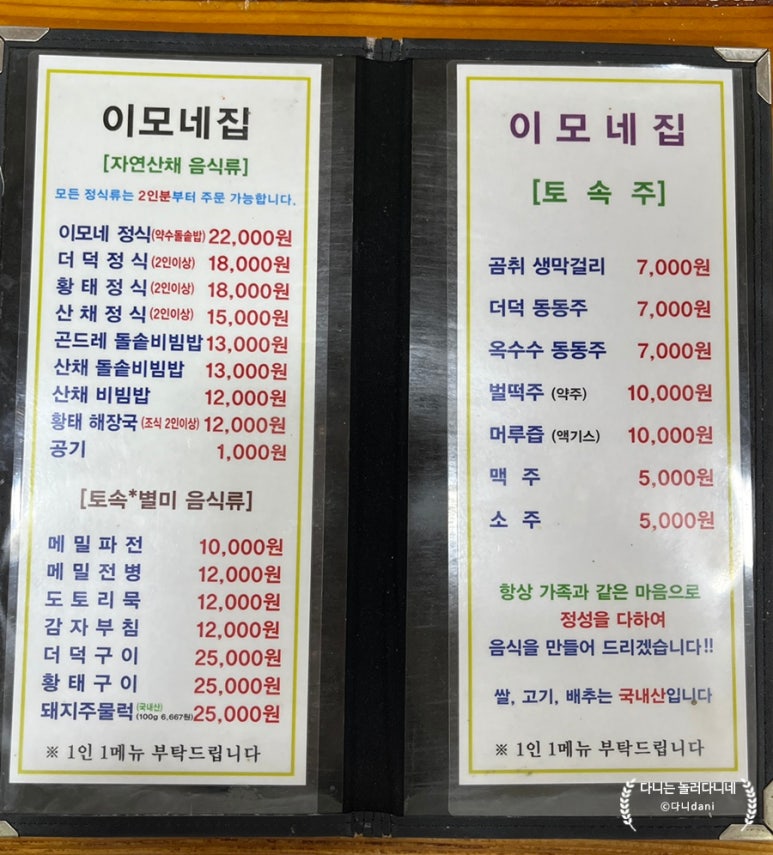 이모네집
[자연산채 음식류]
모든 정식류는 2인분부터 주문 가능합니다.
이모네 정식(약수돌솥밥) 22,000원
더덕정식(2인이상) 18,000원
황태정식(2인이상) 18,000원
산채정식(2인이상) 15,000원
곤드레 돌솥비빔밥 13,000원
산채 돌솥비빔밥 13,000원
산채 비빔밥 12,000원
황태 해장국(조식 2인이상) 12,000원
공기 1,000원
[토속*별미 음식류]
메밀파전 10,000원
메밀전병 12,000원
도토리묵 12,000원
감자부침 12,000원
더덕구이 25,000원
황태구이 25,000원
돼지주물럭(국내산)(100g 6,667원) 25,000원
※ 1인 1메뉴 부탁드립니다
이모네집
[토속주]
곰취 생막걸리 7,000원
더덕 동동주 7,000원
옥수수 동동주 7,000원
벌떡주 (약주) 10,000원
머루즙 (액기스) 10,000원
맥 주 5,000원
소 주 5,000원
항상 가족과 같은 마음으로
정성을 다하여
음식을 만들어 드리겠습니다!!
쌀, 고기, 배추는 국내산입니다
※ 1인 1메뉴 부탁드립니다
다니는 놀러다니네
©다니dani